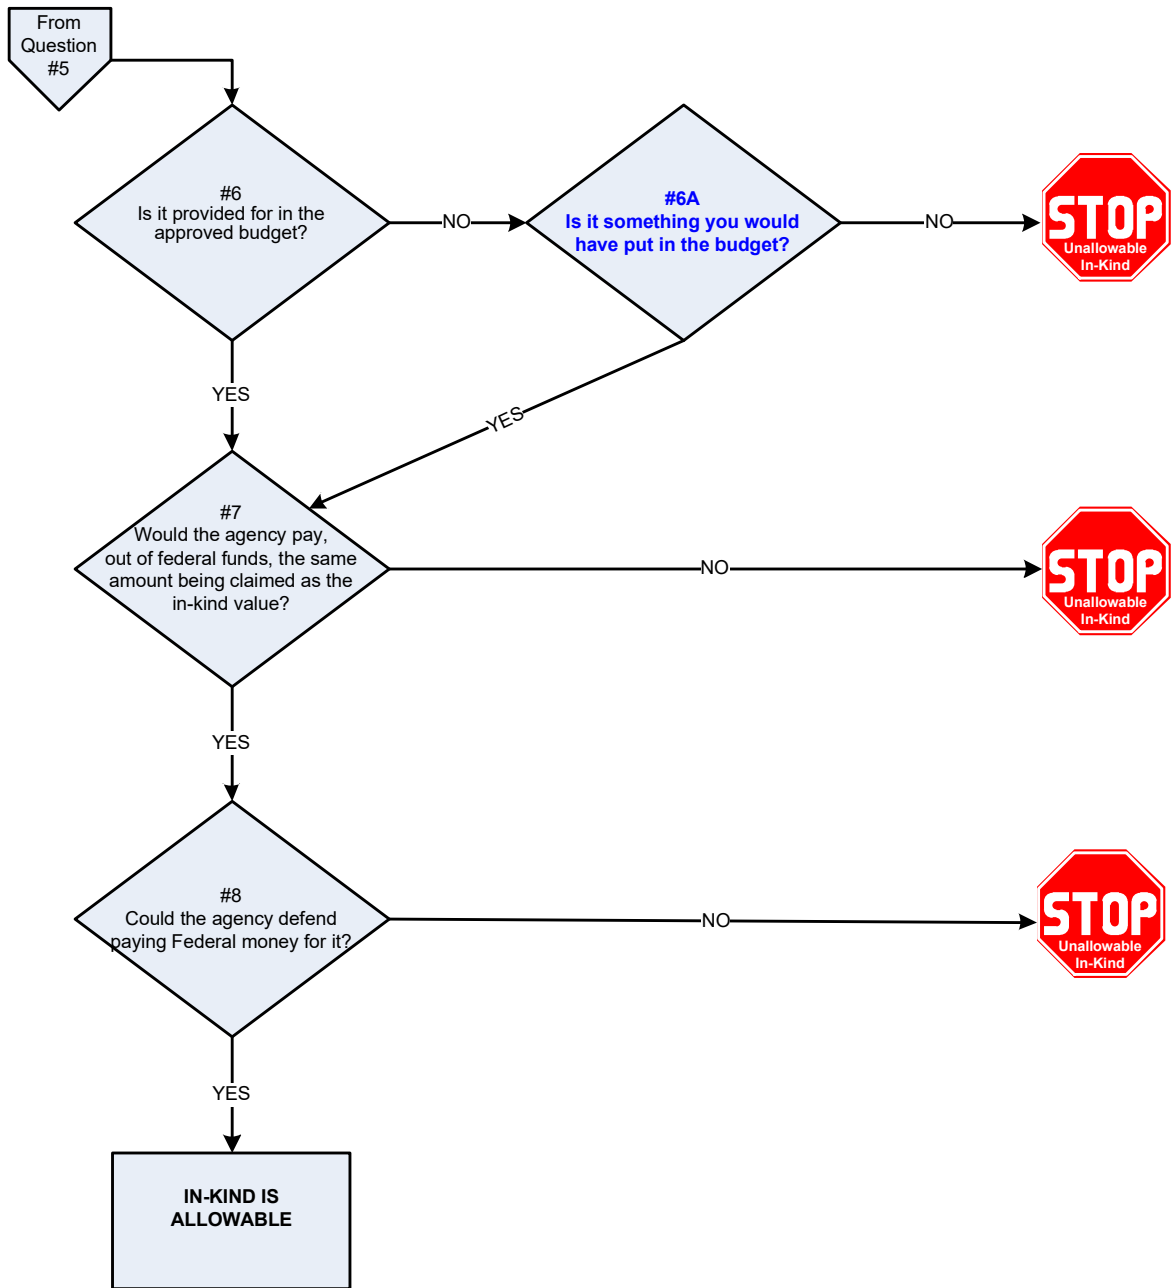 From
Question
#5
#6
Is it provided for in the
approved budget?
NO
#6A
Is it something you would
have put in the budget?
NO
STOP
Unallowable
In-Kind
YES
YES
#7
Would the agency pay,
out of federal funds, the same
amount being claimed as the
in-kind value?
NO
STOP
Unallowable
In-Kind
YES
#8
Could the agency defend
paying Federal money for it?
NO
STOP
Unallowable
In-Kind
YES
IN-KIND IS
ALLOWABLE